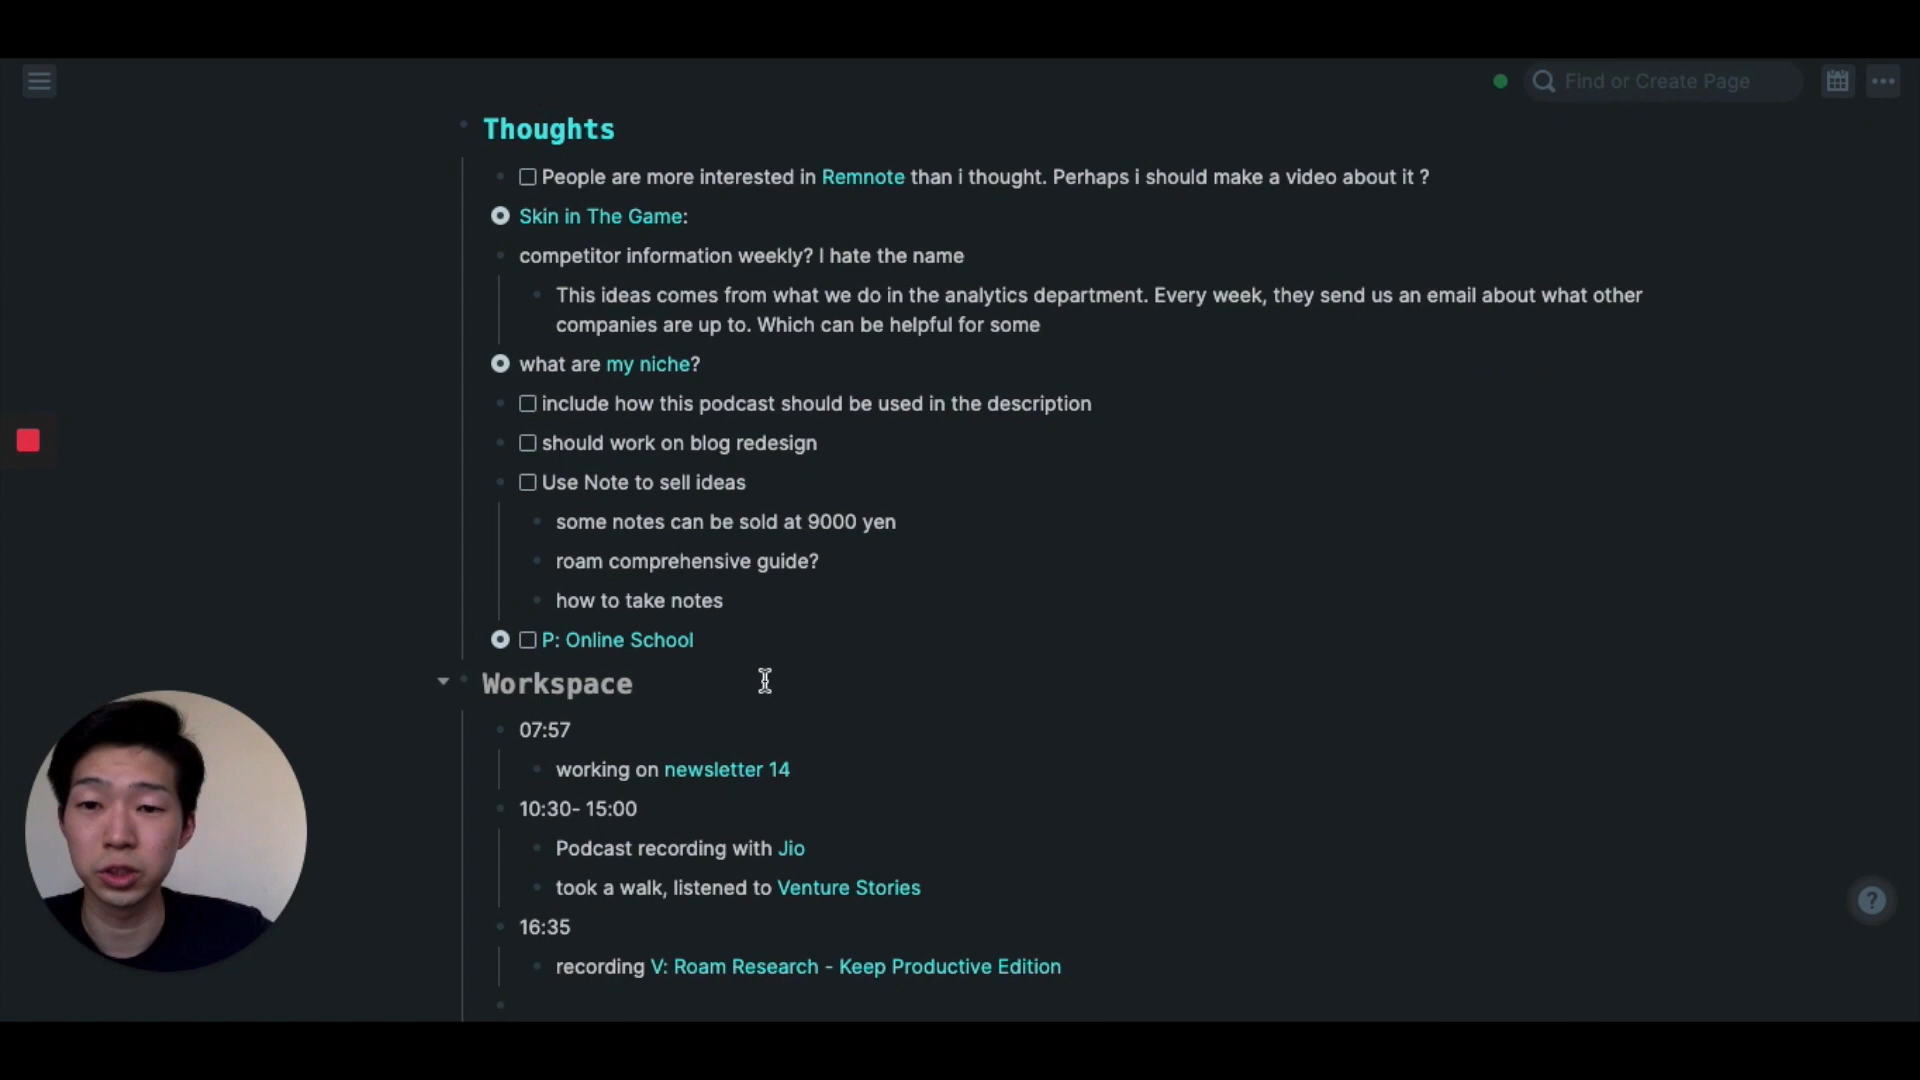 Find or Create Page
Thoughts
People are more interested in Remnote than i thought. Perhaps i should make a video about it ?
Skin in The Game:
competitor information weekly? I hate the name
This ideas comes from what we do in the analytics department. Every week, they send us an email about what other
companies are up to. Which can be helpful for some
what are my niche?
include how this podcast should be used in the description
should work on blog redesign
Use Note to sell ideas
some notes can be sold at 9000 yen
roam comprehensive guide?
how to take notes
P: Online School
Workspace
07:57
working on newsletter 14
10:30- 15:00
Podcast recording with Jio
took a walk, listened to Venture Stories
16:35
recording V: Roam Research - Keep Productive Edition
?